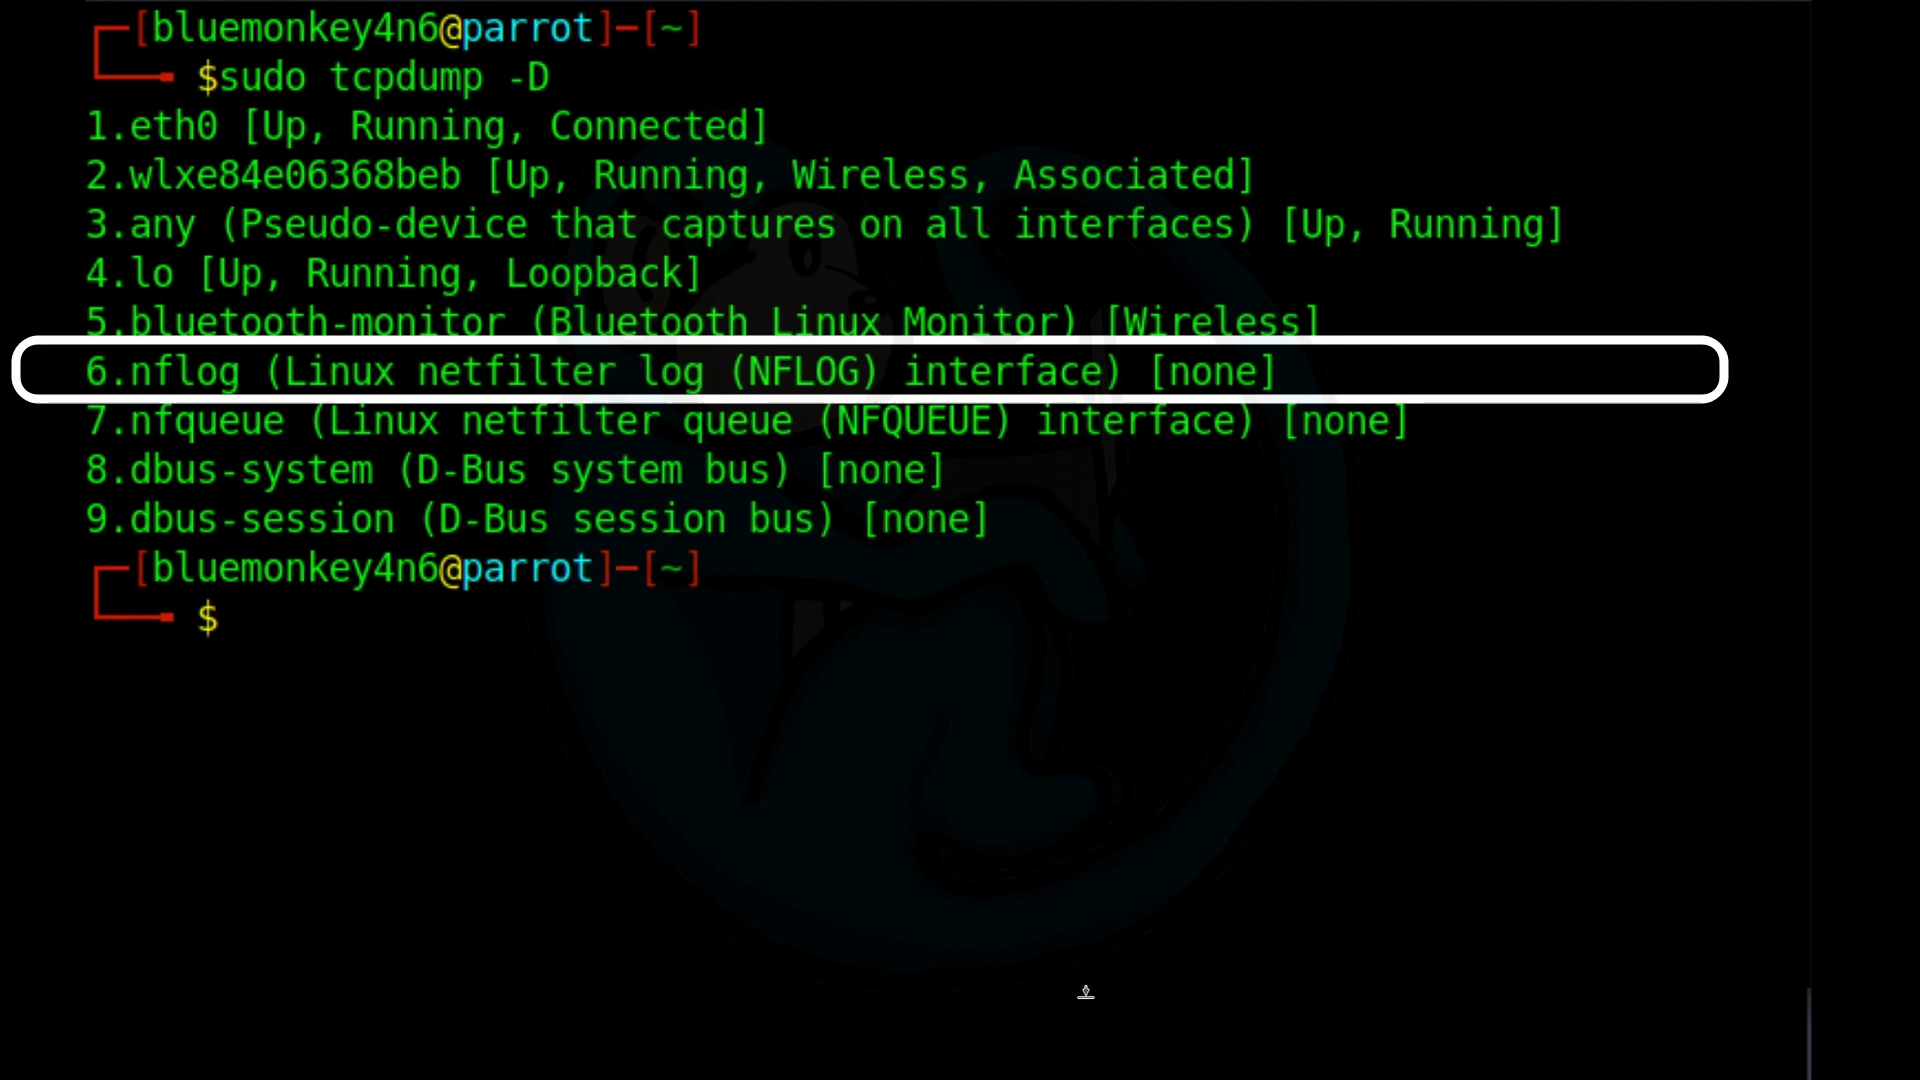 [bluemonkey4n6@parrot]─[~]
$sudo tcpdump -D
1.eth0 [Up, Running, Connected]
2.wlxe84e06368beb [Up, Running, Wireless, Associated]
3.any (Pseudo-device that captures on all interfaces) [Up, Running]
4.lo [Up, Running, Loopback]
5.bluetooth-monitor (Bluetooth Linux Monitor) [Wireless]
6.nflog (Linux netfilter log (NFLOG) interface) [none]
7.nfqueue (Linux netfilter queue (NFQUEUE) interface) [none]
8.dbus-system (D-Bus system bus) [none]
9.dbus-session (D-Bus session bus) [none]
[bluemonkey4n6@parrot]─[~]
$